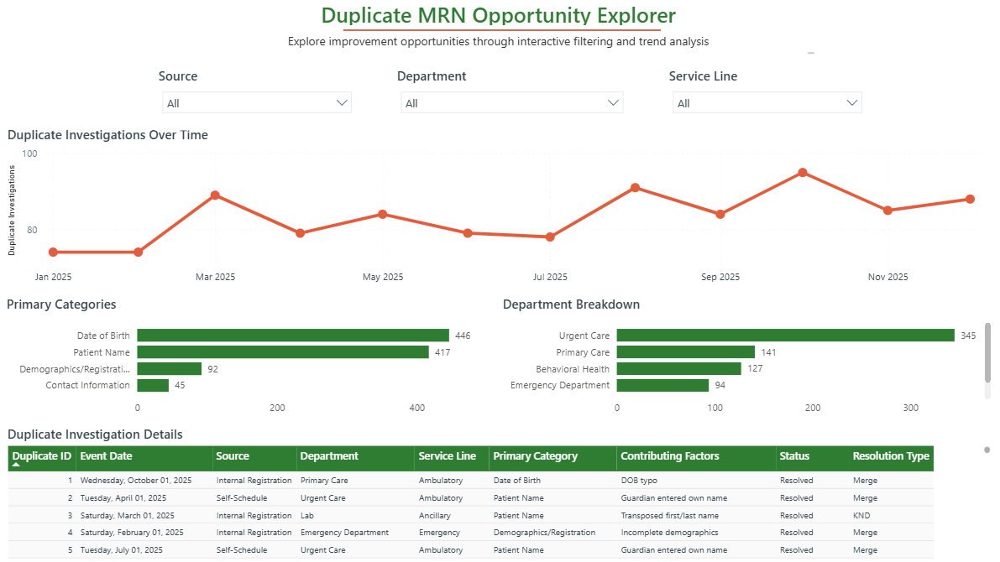 Duplicate MRN Opportunity Explorer
Explore improvement opportunities through interactive filtering and trend analysis
Source Department Service Line
All All All
Duplicate Investigations Over Time
Duplicate Investigations
100
80
Jan 2025 Mar 2025 May 2025 Jul 2025 Sep 2025 Nov 2025
Primary Categories
Date of Birth 446
Patient Name 417
Demographics/Registrati... 92
Contact Information 45
0 200 400
Department Breakdown
Urgent Care 345
Primary Care 141
Behavioral Health 127
Emergency Department 94
0 100 200 300
Duplicate Investigation Details
Duplicate ID Event Date Source Department Service Line Primary Category Contributing Factors Status Resolution Type
1 Wednesday, October 01, 2025 Internal Registration Primary Care Ambulatory Date of Birth DOB typo Resolved Merge
2 Tuesday, April 01, 2025 Self-Schedule Urgent Care Ambulatory Patient Name Guardian entered own name Resolved Merge
3 Saturday, March 01, 2025 Internal Registration Lab Ancillary Patient Name Transposed first/last name Resolved KND
4 Saturday, February 01, 2025 Internal Registration Emergency Department Emergency Demographics/Registration Incomplete demographics Resolved Merge
5 Tuesday, July 01, 2025 Self-Schedule Urgent Care Ambulatory Patient Name Guardian entered own name Resolved Merge